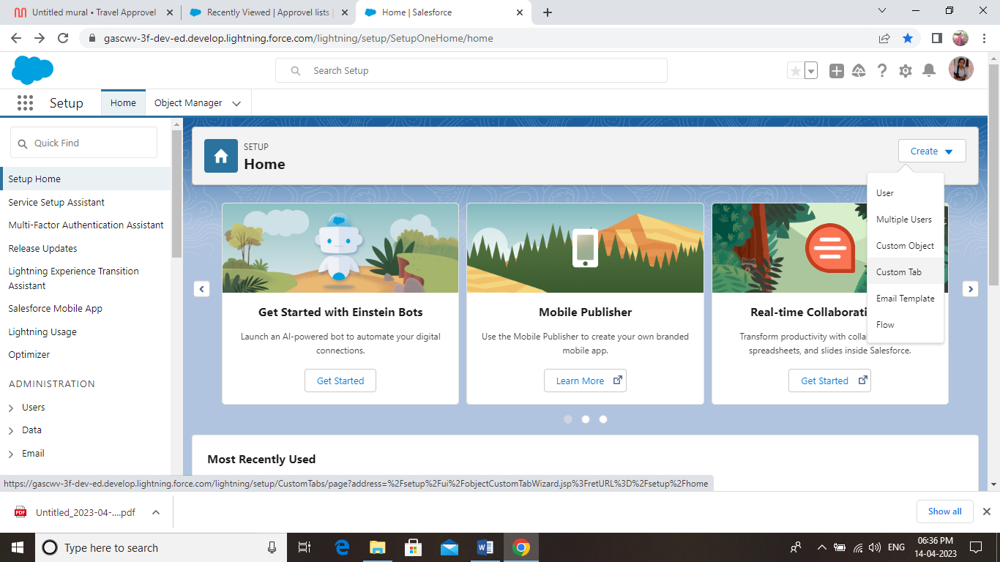 Untitled mural • Travel Approvel
Recently Viewed | Approvel lists |
Home | Salesforce
gascwv-3f-dev-ed.develop.lightning.force.com/lightning/setup/SetupOneHome/home
Search Setup
Setup
Home
Object Manager
Quick Find
Setup Home
Service Setup Assistant
Multi-Factor Authentication Assistant
Release Updates
Lightning Experience Transition
Assistant
Salesforce Mobile App
Lightning Usage
Optimizer
ADMINISTRATION
Users
Data
Email
SETUP
Home
Create
User
Multiple Users
Custom Object
Custom Tab
Email Template
Flow
Get Started with Einstein Bots
Launch an AI-powered bot to automate your digital
connections.
Get Started
Mobile Publisher
Use the Mobile Publisher to create your own branded
mobile app.
Learn More
Real-time Collaborati
Transform productivity with colla
spreadsheets, and slides inside Salesforce.
Get Started
Most Recently Used
https://gascwv-3f-dev-ed.develop.lightning.force.com/lightning/setup/CustomTabs/page?address=%2Fsetup%2Fui%2FobjectCustomTabWizard.jsp%3FretURL%3D%2Fsetup%2Fhome
PDF
Untitled_2023-04-....pdf
Show all
Type here to search
ENG
06:36 PM
14-04-2023